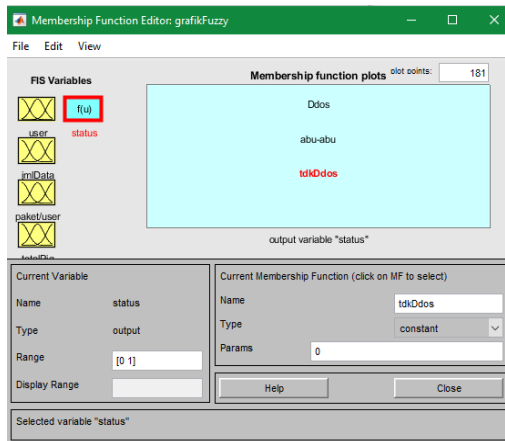 Membership Function Editor: grafikFuzzy
File Edit View
FIS Variables
Membership function plots
plot points:
181
f(u)
user
status
jmlData
paket/user
Ddos
abu-abu
tdkDdos
output variable "status"
Current Variable
Name status
Type output
Range [0 1]
Display Range
Current Membership Function (click on MF to select)
Name tdkDdos
Type constant
Params 0
Help
Close
Selected variable "status"